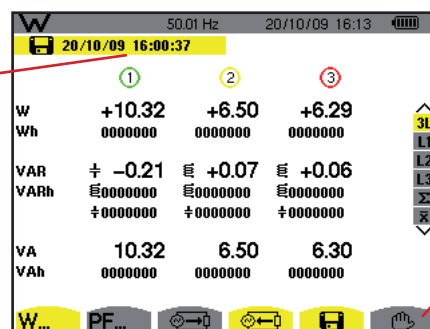 W 50.01 Hz 20/10/09 16:13
20/10/09 16:00:37
1 2 3
W +10.32 +6.50 +6.29
Wh 0000000 0000000 0000000
VAR -0.21 +0.07 +0.06
VARh 0000000 0000000 0000000
0000000 0000000 0000000
VA 10.32 6.50 6.30
VAh 0000000 0000000 0000000
3L
L1
L2
L3
Σ
x̄
W... PF...